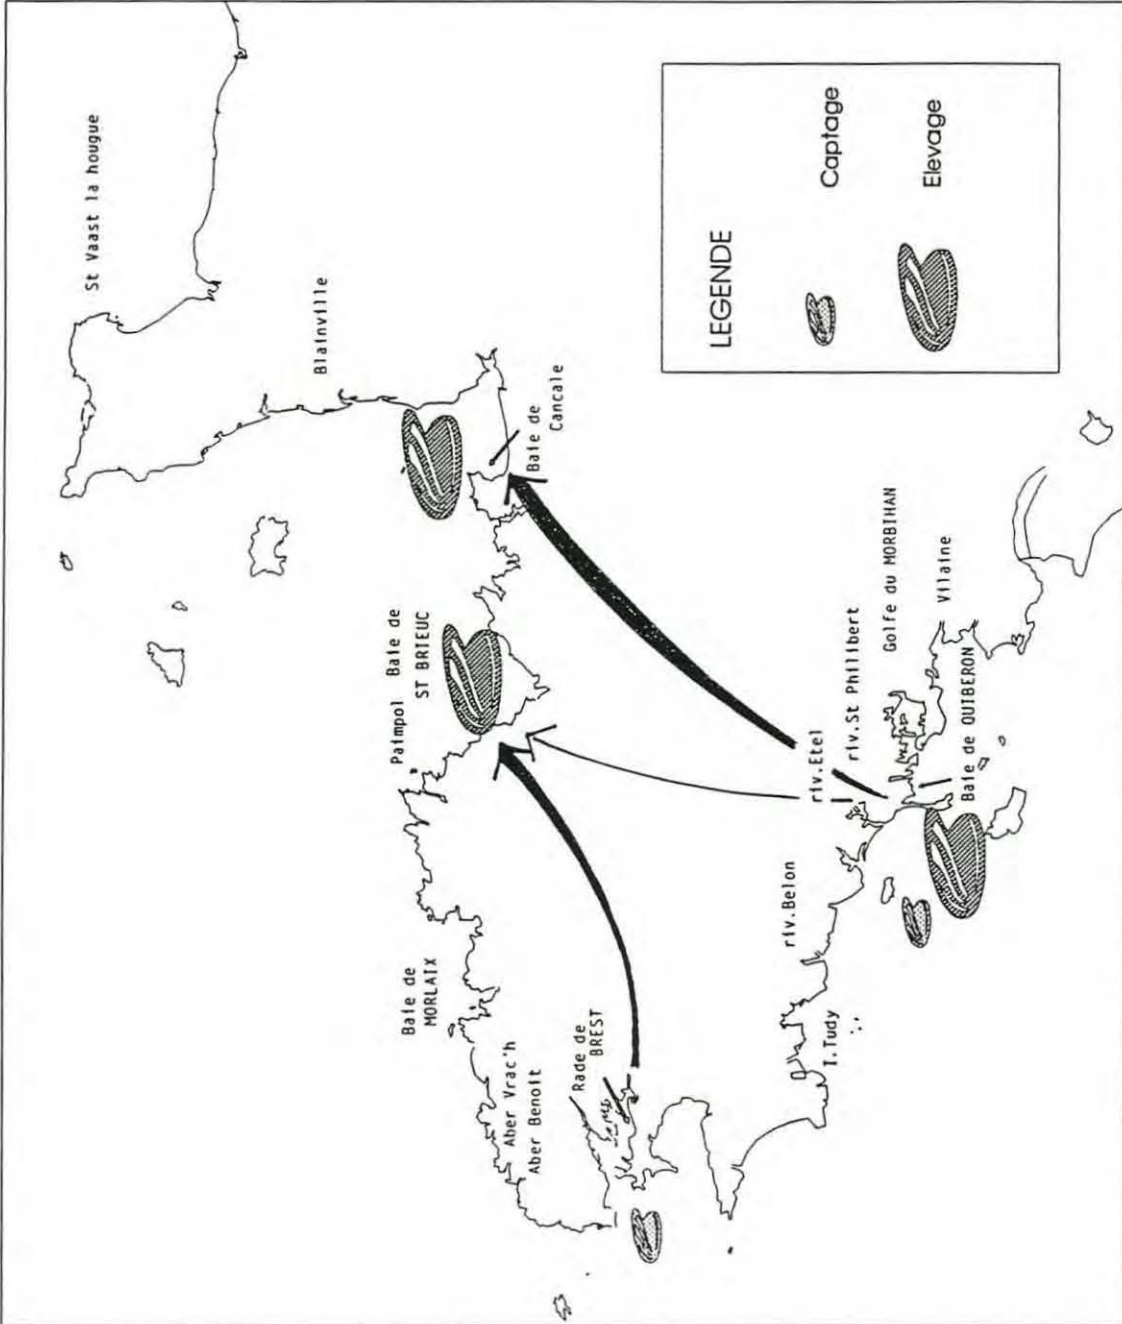 St Vaast la hougue
Blainville
Baie de
Cancale
Paimpol
Baie de
ST BRIEUC
Baie de
MORLAIX
Aber Vrac'h
Aber Benoit
Rade de
BREST
I.Tudy
riv.Belon
riv.Etel
riv.St Philibert
Golfe du MORBIHAN
Vilaine
Baie de QUIBERON
LEGENDE
Captage
Elevage